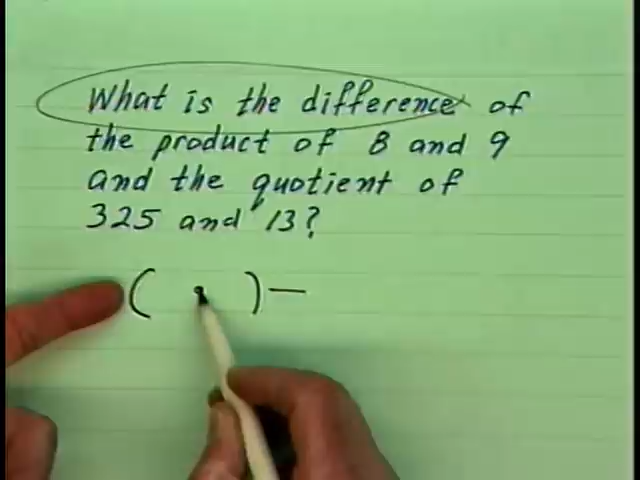 What is the difference of
the product of 8 and 9
and the quotient of
325 and 13?
( · ) —